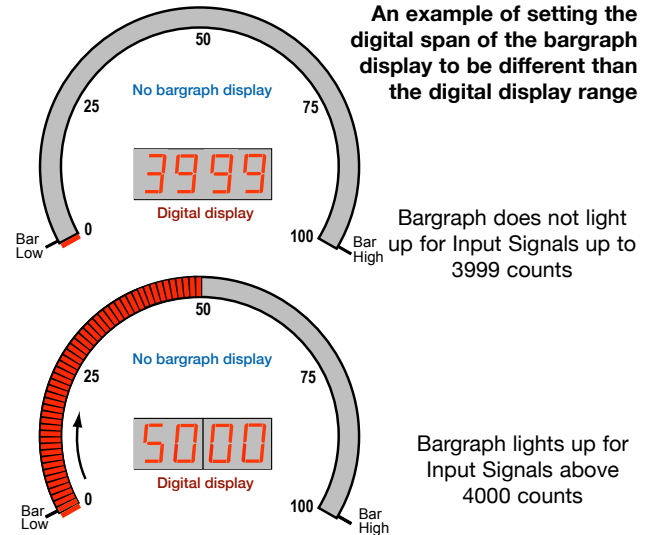 An example of setting the
digital span of the bargraph
display to be different than
the digital display range
50
No bargraph display
25
75
3999
Digital display
0
100
Bar
Low
Bar
High
Bargraph does not light
up for Input Signals up to
3999 counts
50
No bargraph display
25
75
5000
Digital display
0
100
Bar
Low
Bar
High
Bargraph lights up for
Input Signals above
4000 counts